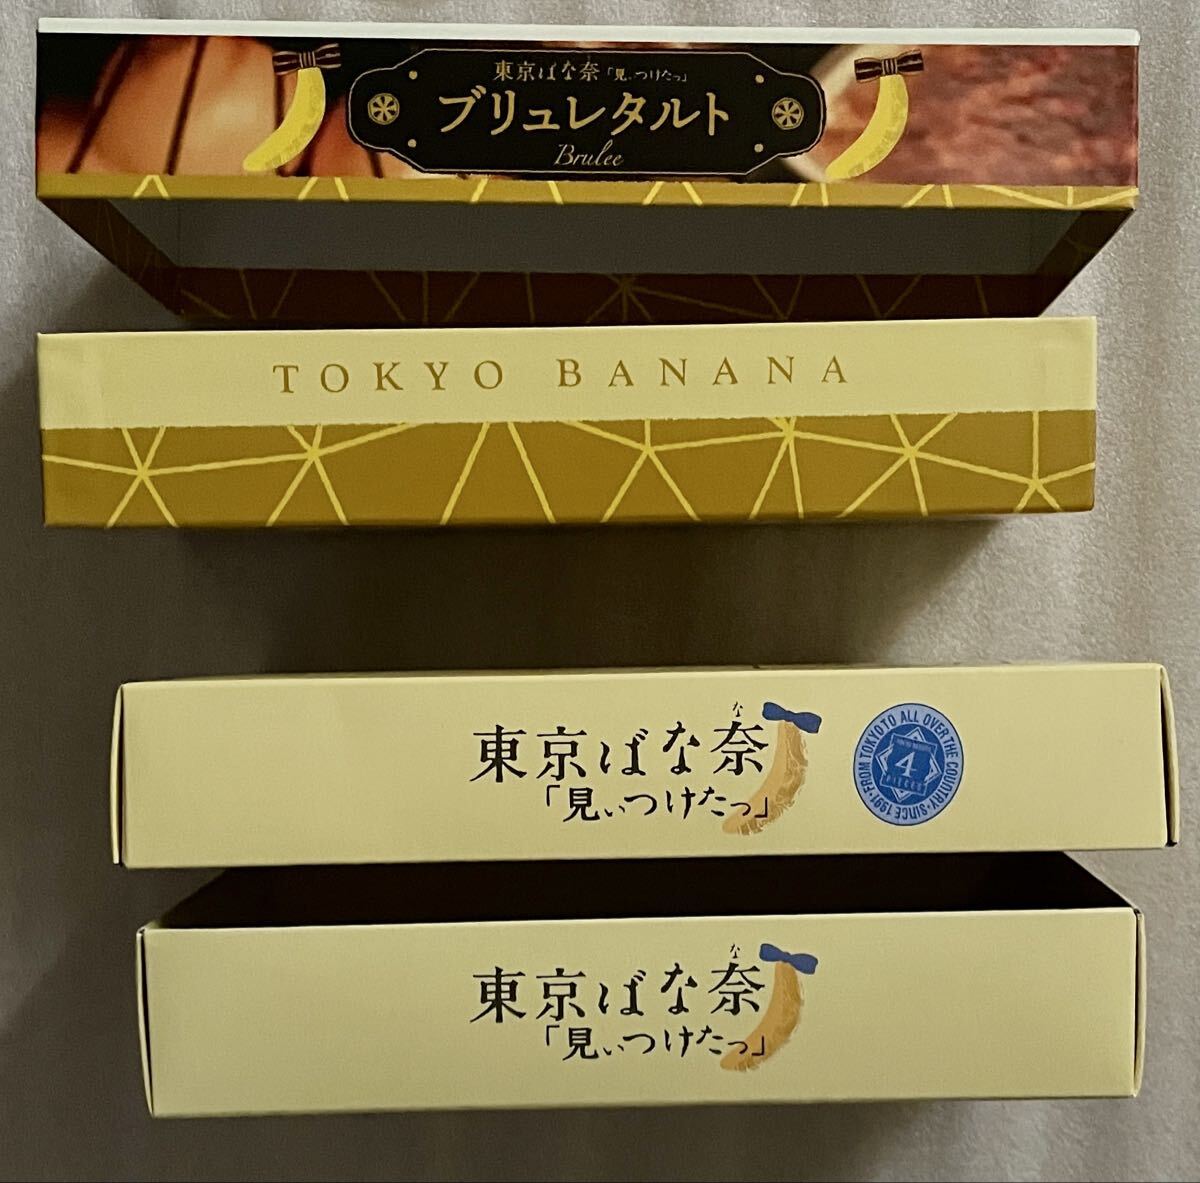 東京ばな奈「見ぃつけたっ」
ブリュレタルト
Brulee
TOKYO BANANA
な
東京ばな奈
「見ぃつけたっ」
FROM TOKYO TO ALL OVER THE COUNTRY・SINCE 1991・
4
PIECES
な
東京ばな奈
「見ぃつけたっ」